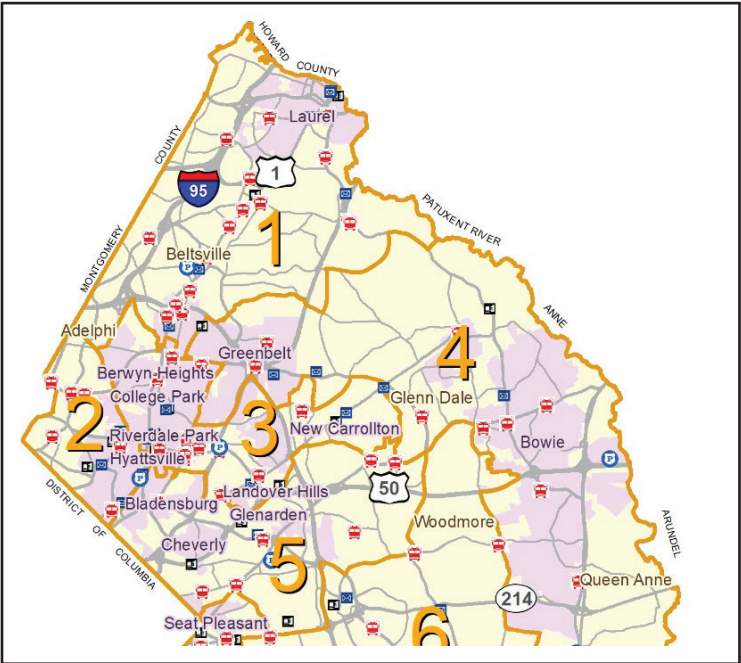 HOWARD
COUNTY
Laurel
COUNTY
1
95
MONTGOMERY
PATUXENT RIVER
1
Beltsville
P
ANNE
Adelphi
Greenbelt
4
Berwyn Heights
College Park
Glenn Dale
2
3
New Carrollton
Riverdale Park
Bowie
Hyattsville
P
P
P
50
Landover Hills
Bladensburg
Glenarden
Woodmore
DISTRICT OF COLUMBIA
ARUNDEL
Cheverly
P
5
Queen Anne
214
Seat Pleasant
6